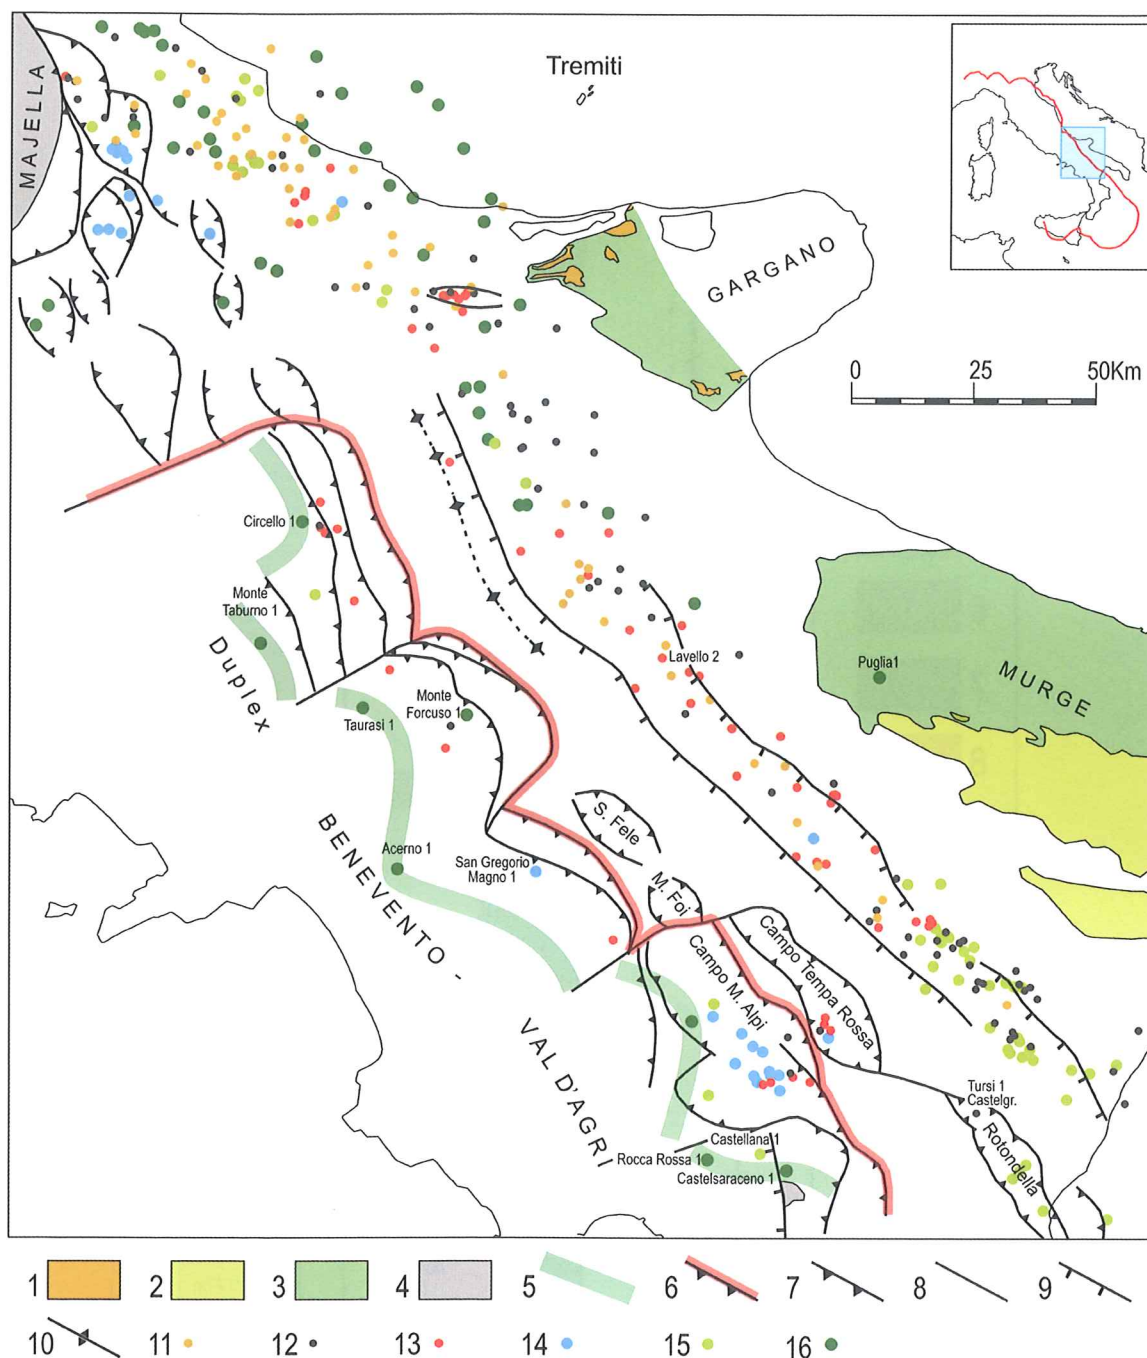 Tremiti
MAJELLA
GARGANO
0 25 50Km
Circello 1
Monte
Taburno 1
Duplex
Taurasi 1
Monte
Forcuso 1
Lavello 2
Puglia1
MURGE
BENEVENTO -
Acerno 1
San Gregorio
Magno 1
S. Fele
M. Foi
Campo Tempa Rossa
Campo M. Alpi
VAL D'AGRI
Tursi 1
Castelgr.
Rotondella
Castellana 1
Rocca Rossa 1
Castelsaraceno 1
1 2 3 4 5 6 7 8 9
10 11 12 13 14 15 16